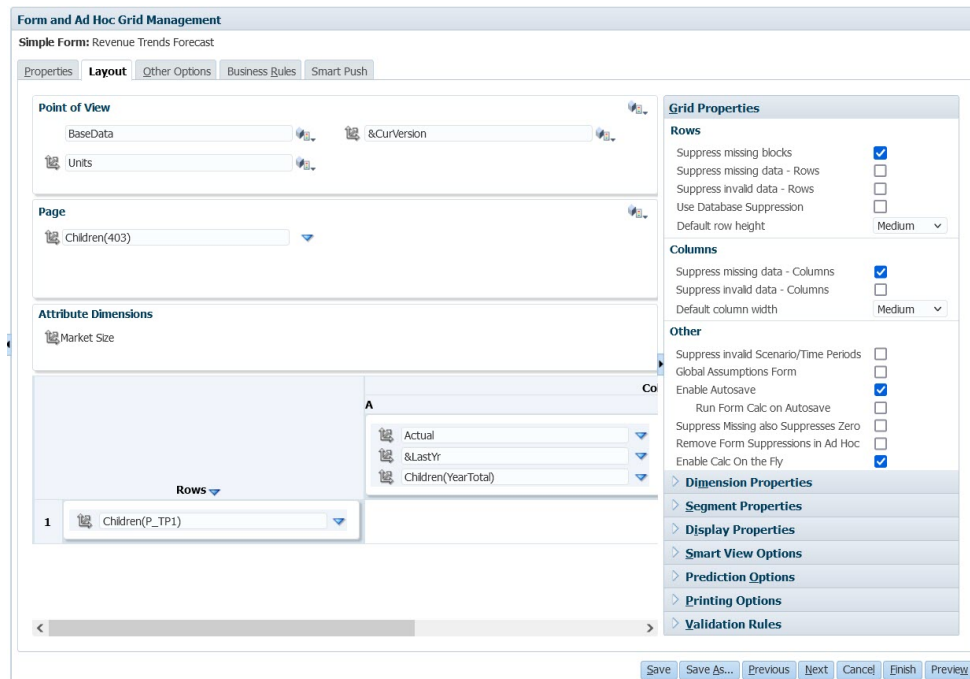 Form and Ad Hoc Grid Management
Simple Form: Revenue Trends Forecast
Properties Layout Other Options Business Rules Smart Push
Point of View
BaseData &CurVersion
Units
Page
Children(403)
Attribute Dimensions
Market Size
Co
A
Actual
&LastYr
Children(YearTotal)
Rows
1 Children(P_TP1)
Grid Properties
Rows
Suppress missing blocks
Suppress missing data - Rows
Suppress invalid data - Rows
Use Database Suppression
Default row height Medium
Columns
Suppress missing data - Columns
Suppress invalid data - Columns
Default column width Medium
Other
Suppress invalid Scenario/Time Periods
Global Assumptions Form
Enable Autosave
Run Form Calc on Autosave
Suppress Missing also Suppresses Zero
Remove Form Suppressions in Ad Hoc
Enable Calc On the Fly
Dimension Properties
Segment Properties
Display Properties
Smart View Options
Prediction Options
Printing Options
Validation Rules
Save Save As... Previous Next Cancel Finish Preview